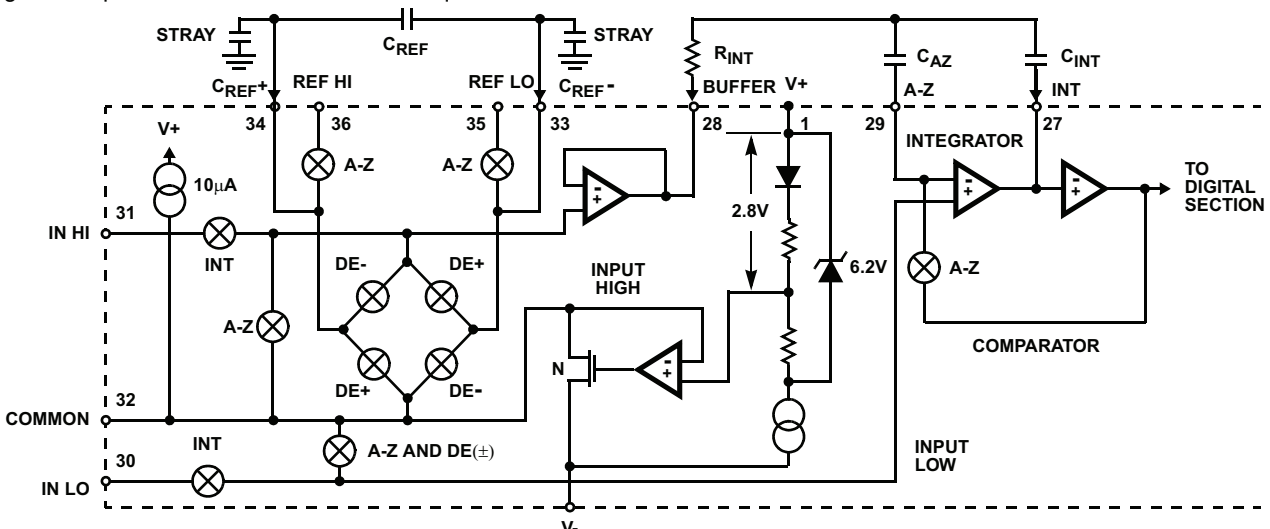 STRAY
C_REF
STRAY
R_INT
C_AZ
C_INT
C_REF+
REF HI
REF LO
C_REF-
BUFFER
V+
A-Z
INT
34
36
35
33
28
1
29
27
V+
10µA
A-Z
A-Z
-
+
2.8V
INTEGRATOR
-
+
-
+
TO
DIGITAL
SECTION
31
IN HI
INT
DE-
DE+
INPUT
HIGH
6.2V
A-Z
A-Z
COMPARATOR
N
-
+
DE+
DE-
32
COMMON
INT
A-Z AND DE(±)
INPUT
LOW
30
IN LO